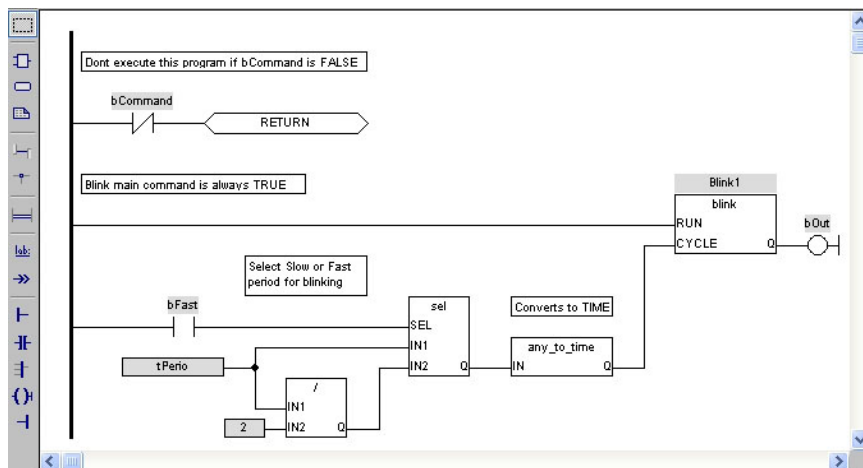 Dont execute this program if bCommand is FALSE
bCommand
RETURN
Blink main command is always TRUE
Blink1
blink
RUN
CYCLE Q
bOut
Select Slow or Fast
period for blinking
bFast
sel
SEL
IN1
IN2 Q
Converts to TIME
any_to_time
IN Q
tPerio
/
IN1
2
IN2 Q
lab: